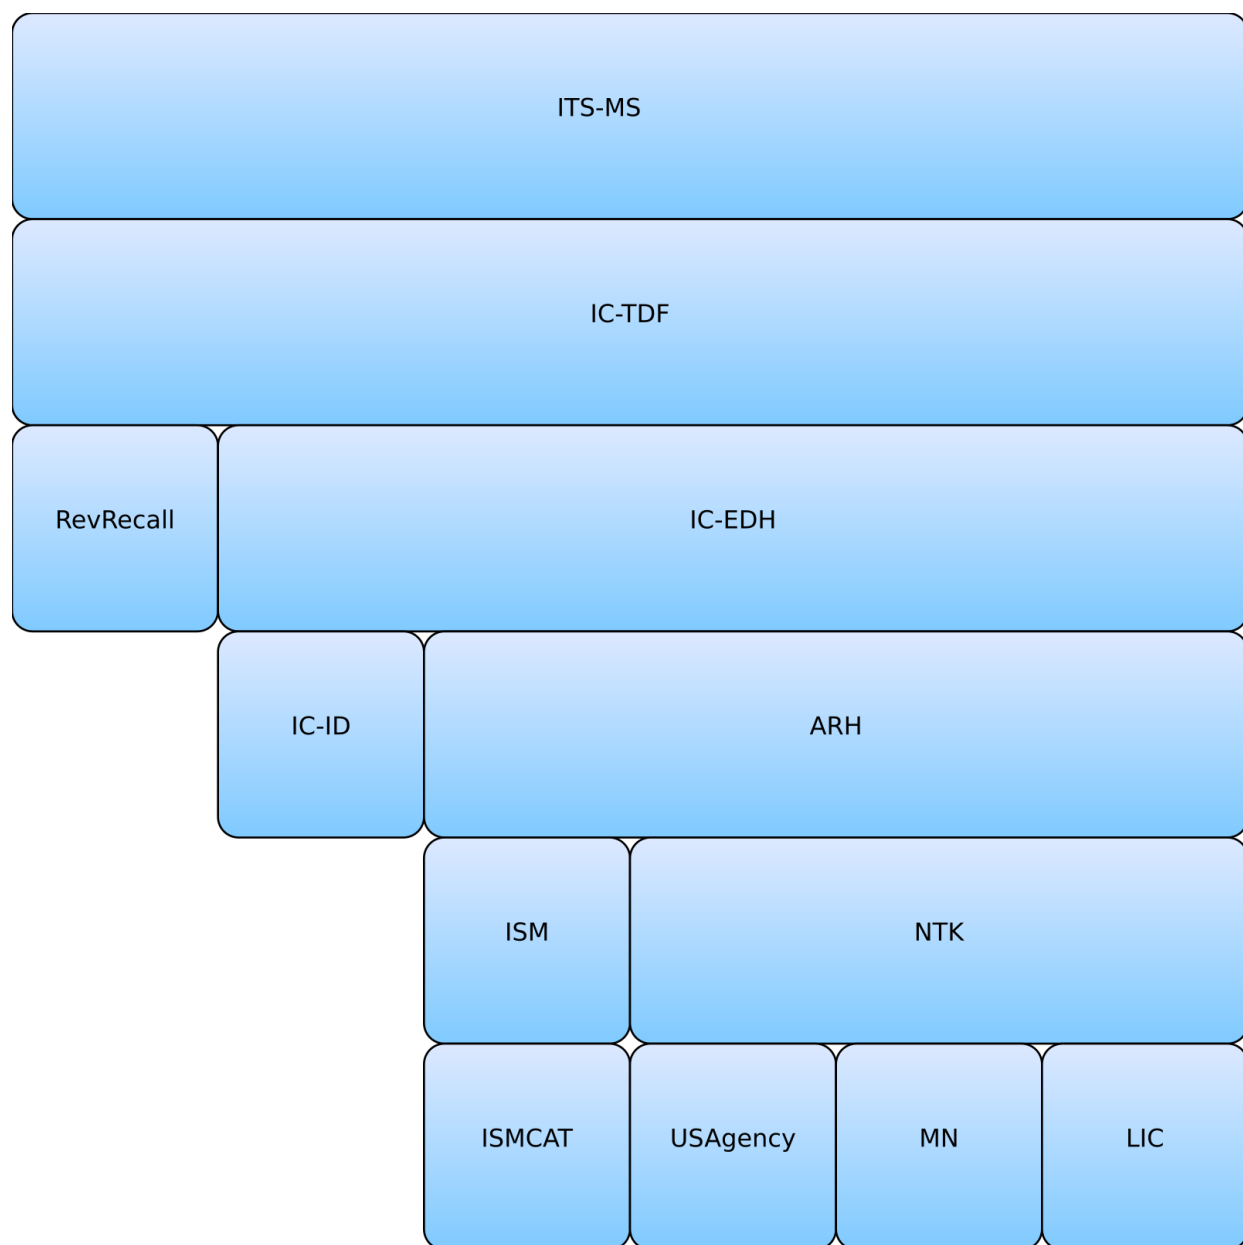 ITS-MS
IC-TDF
RevRecall
IC-EDH
IC-ID
ARH
ISM
NTK
ISMCAT
USAgency
MN
LIC